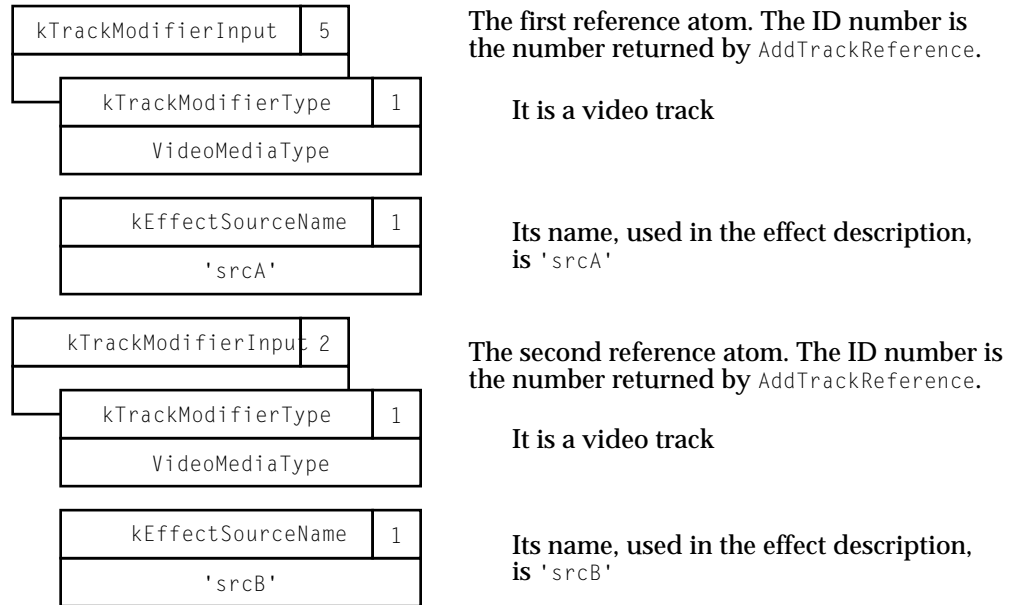 kTrackModifierInput 5
The first reference atom. The ID number is
the number returned by AddTrackReference.
kTrackModifierType 1
It is a video track
VideoMediaType
kEffectSourceName 1
Its name, used in the effect description,
is 'srcA'
'srcA'
kTrackModifierInput 2
The second reference atom. The ID number is
the number returned by AddTrackReference.
kTrackModifierType 1
It is a video track
VideoMediaType
kEffectSourceName 1
Its name, used in the effect description,
is 'srcB'
'srcB'